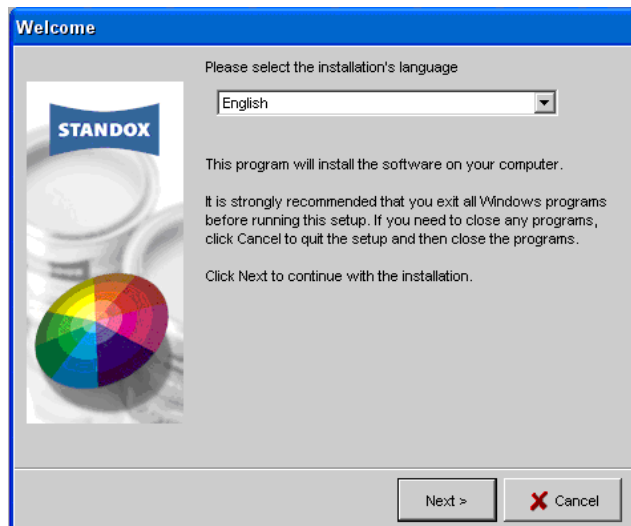 Welcome
Please select the installation's language
English
STANDOX
This program will install the software on your computer.
It is strongly recommended that you exit all Windows programs
before running this setup. If you need to close any programs,
click Cancel to quit the setup and then close the programs.
Click Next to continue with the installation.
Next >
Cancel